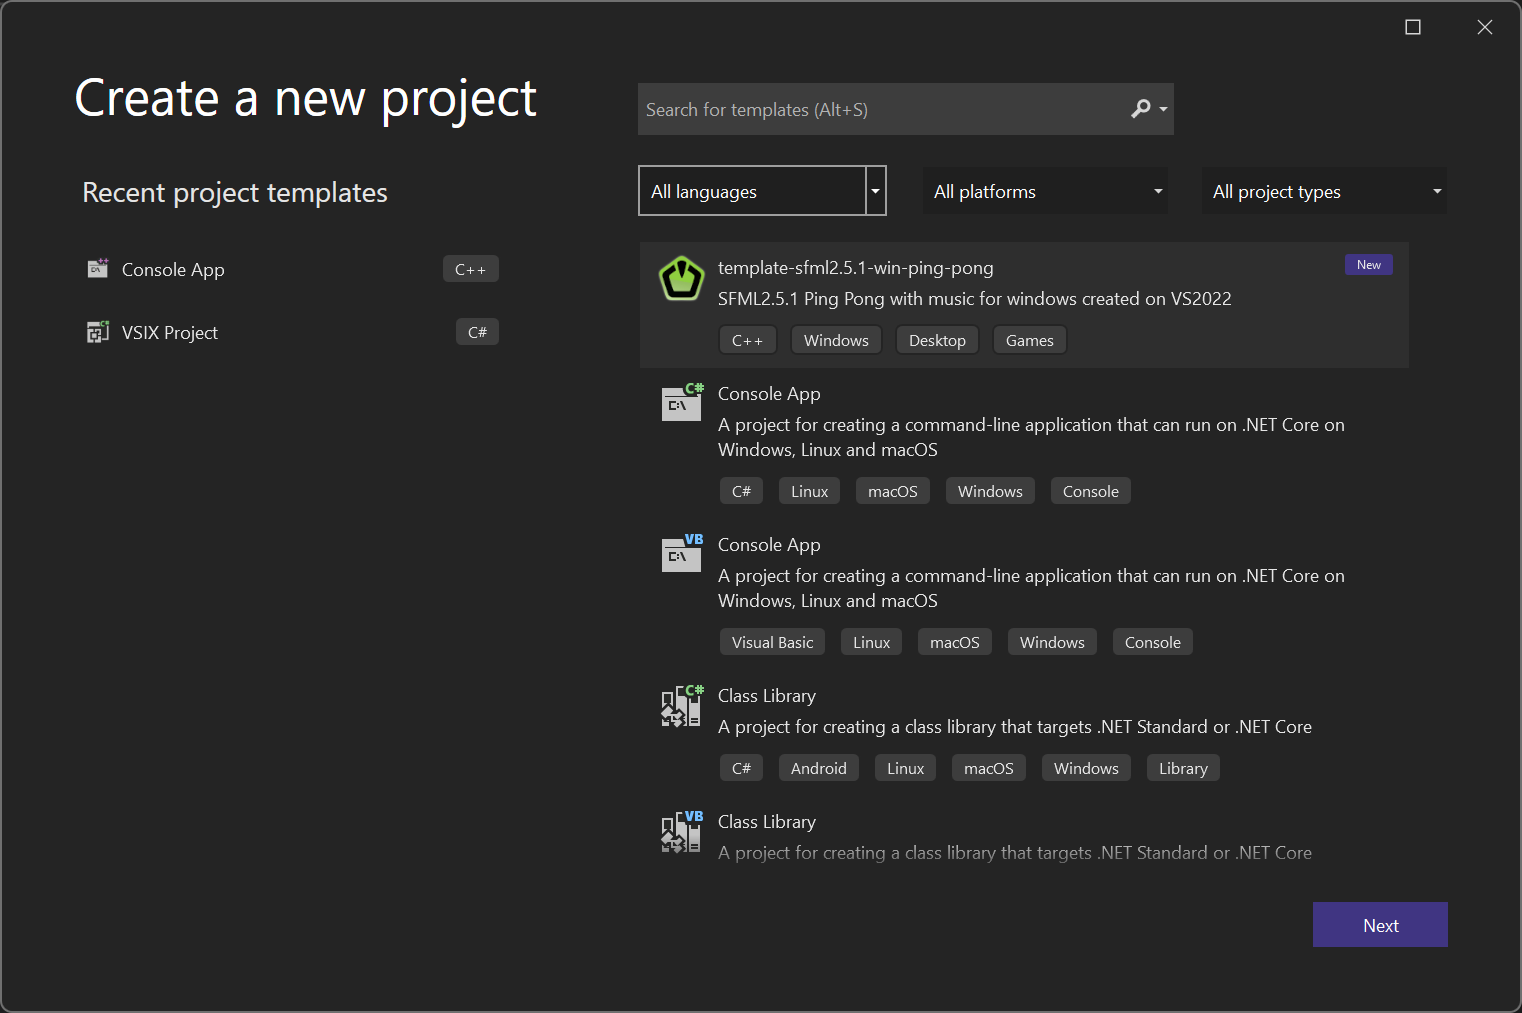 Create a new project
Search for templates (Alt+S)
All languages
All platforms
All project types
Recent project templates
Console App
C++
VSIX Project
C#
template-sfml2.5.1-win-ping-pong
New
SFML2.5.1 Ping Pong with music for windows created on VS2022
C++ Windows Desktop Games
C#
C:\
Console App
A project for creating a command-line application that can run on .NET Core on
Windows, Linux and macOS
C# Linux macOS Windows Console
VB
C:\
Console App
A project for creating a command-line application that can run on .NET Core on
Windows, Linux and macOS
Visual Basic Linux macOS Windows Console
C#
Class Library
A project for creating a class library that targets .NET Standard or .NET Core
C# Android Linux macOS Windows Library
VB
Class Library
A project for creating a class library that targets .NET Standard or .NET Core
Next